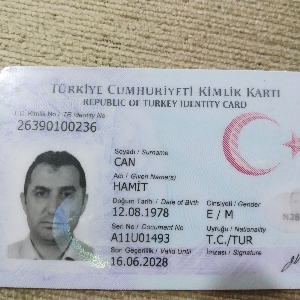 TÜRKİYE CUMHURİYETİ KİMLİK KARTI
REPUBLIC OF TURKEY IDENTITY CARD
T.C. Kimlik No / TR Identity No
26390100236
Soyadı / Surname
CAN
Adı / Given Name(s)
HAMİT
Doğum Tarihi / Date of Birth
12.08.1978
Cinsiyeti / Gender
E / M
Seri No / Document No
A11U01493
Uyruğu / Nationality
T.C./TUR
Son Geçerlilik / Valid Until
16.06.2028
İmzası / Signature